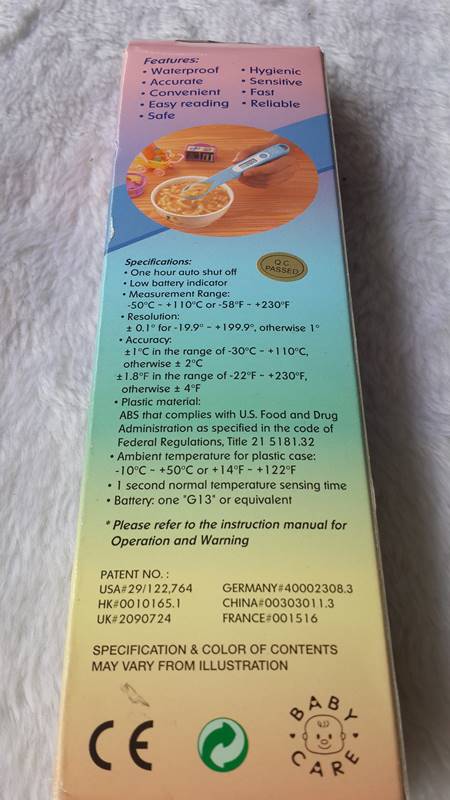 Features:
• Waterproof • Hygienic
• Accurate • Sensitive
• Convenient • Fast
• Easy reading • Reliable
• Safe
Specifications:
• One hour auto shut off
Q.C.
PASSED
• Low battery indicator
• Measurement Range:
-50°C ~ +110°C or -58°F ~ +230°F
• Resolution:
± 0.1° for -19.9° ~ +199.9°, otherwise 1°
• Accuracy:
±1°C in the range of -30°C ~ +110°C,
otherwise ± 2°C
±1.8°F in the range of -22°F ~ +230°F,
otherwise ± 4°F
• Plastic material:
ABS that complies with U.S. Food and Drug
Administration as specified in the code of
Federal Regulations, Title 21 5181.32
• Ambient temperature for plastic case:
-10°C ~ +50°C or +14°F ~ +122°F
• 1 second normal temperature sensing time
• Battery: one "G13" or equivalent
* Please refer to the instruction manual for
Operation and Warning
PATENT NO. :
USA#29/122,764 GERMANY#40002308.3
HK#0010165.1 CHINA#00303011.3
UK#2090724 FRANCE#001516
SPECIFICATION & COLOR OF CONTENTS
MAY VARY FROM ILLUSTRATION
CE
BABY
CARE